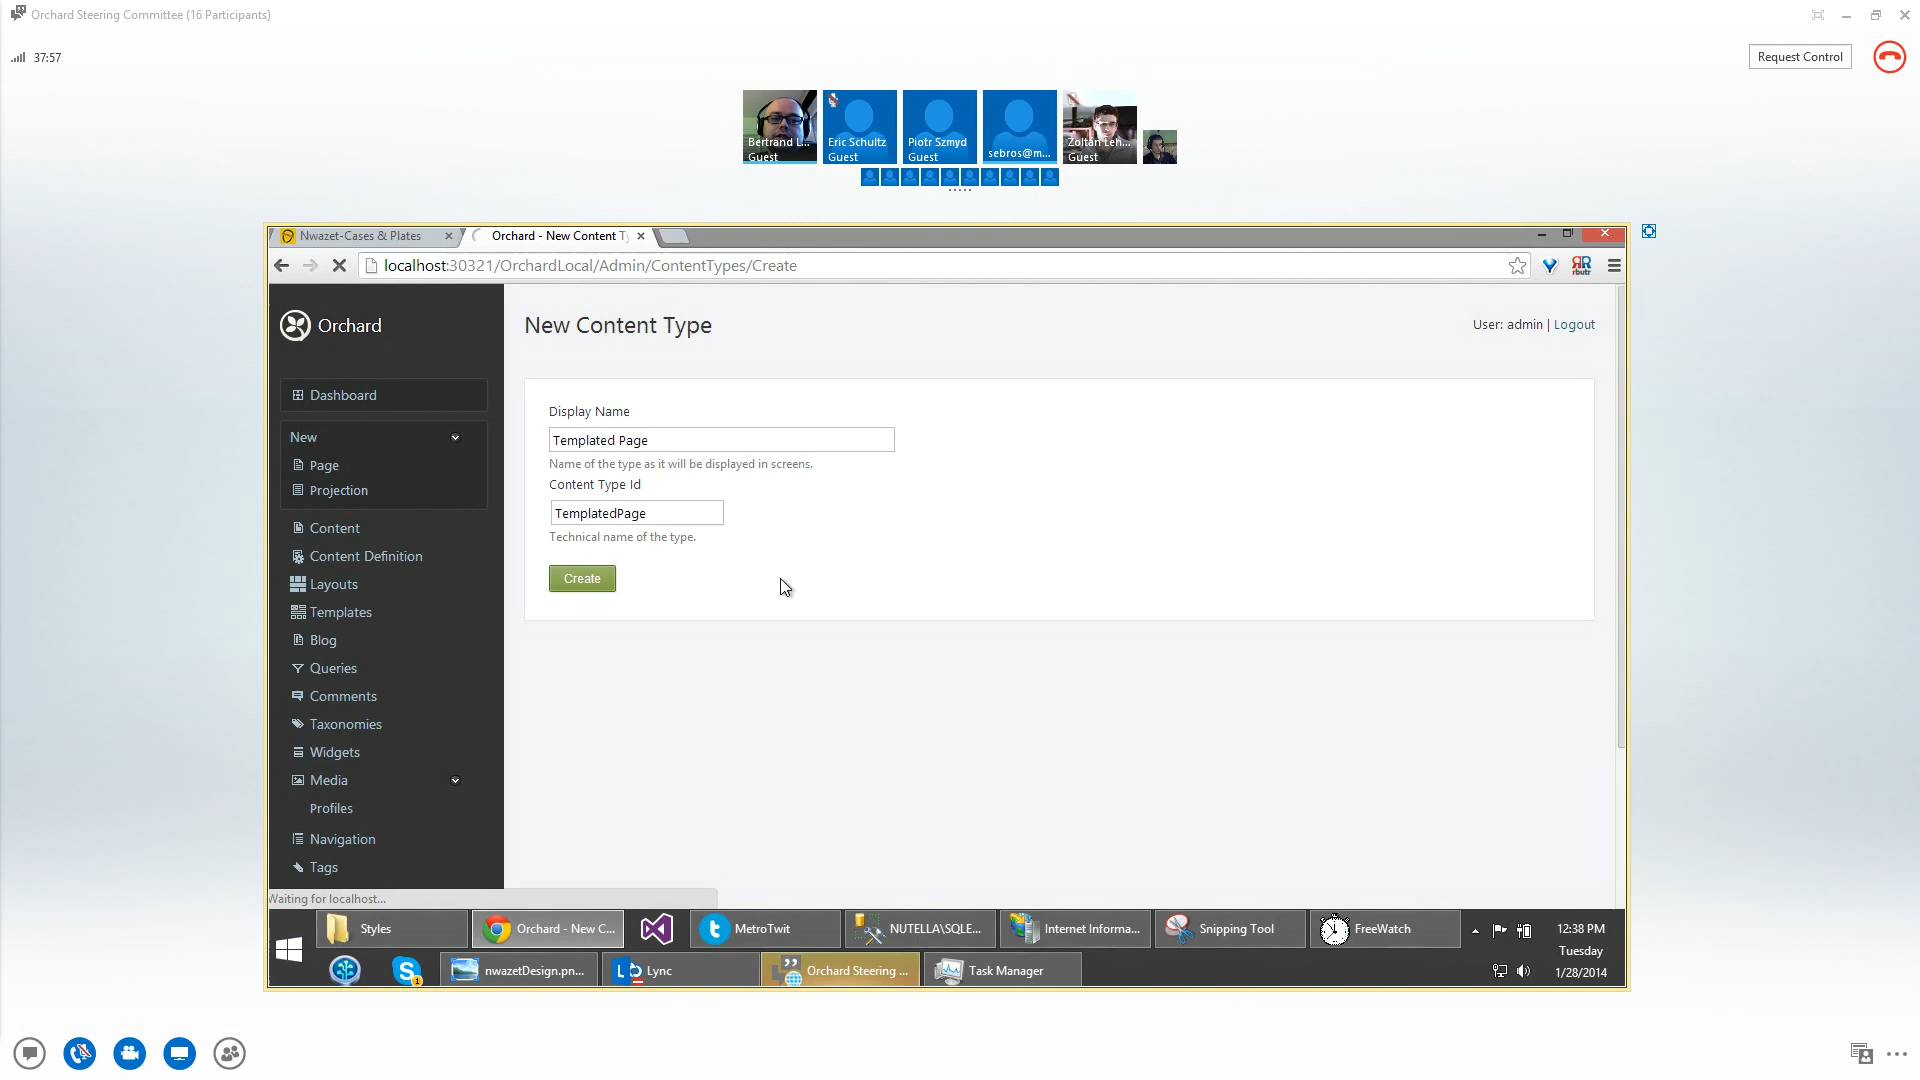 Orchard Steering Committee (16 Participants)
37:57
Request Control
Bertrand L...
Guest
Eric Schultz
Guest
Piotr Szmyd
Guest
sebros@m...
Zoltán Leh...
Guest
Nwazet-Cases & Plates
Orchard - New Content T
localhost:30321/OrchardLocal/Admin/ContentTypes/Create
rbutr
Orchard
New Content Type
User: admin | Logout
Dashboard
New
Page
Projection
Content
Content Definition
Layouts
Templates
Blog
Queries
Comments
Taxonomies
Widgets
Media
Profiles
Navigation
Tags
Display Name
Templated Page
Name of the type as it will be displayed in screens.
Content Type Id
TemplatedPage
Technical name of the type.
Create
Waiting for localhost...
Styles
Orchard - New C...
MetroTwit
NUTELLA\SQLE...
Internet Informa...
Snipping Tool
FreeWatch
12:38 PM
Tuesday
1/28/2014
1
nwazetDesign.pn...
Lync
Orchard Steering ...
Task Manager